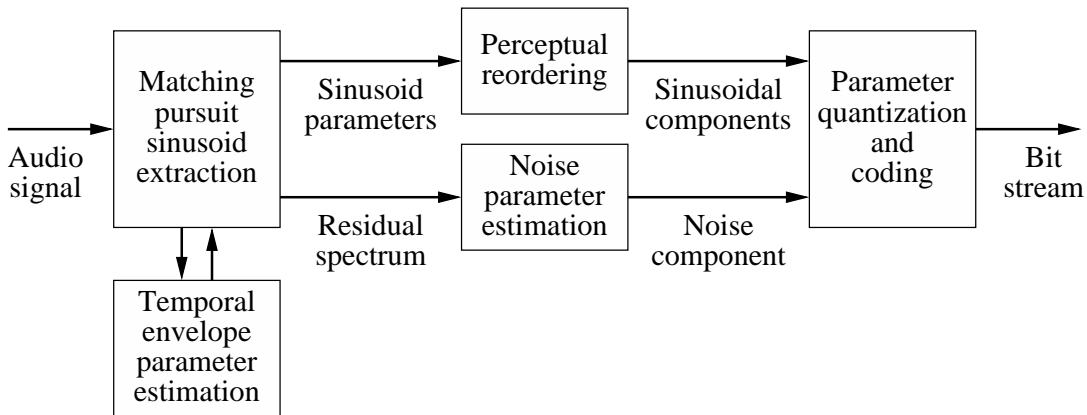 Audio
signal
Matching
pursuit
sinusoid
extraction
Temporal
envelope
parameter
estimation
Sinusoid
parameters
Residual
spectrum
Perceptual
reordering
Noise
parameter
estimation
Sinusoidal
components
Noise
component
Parameter
quantization
and
coding
Bit
stream